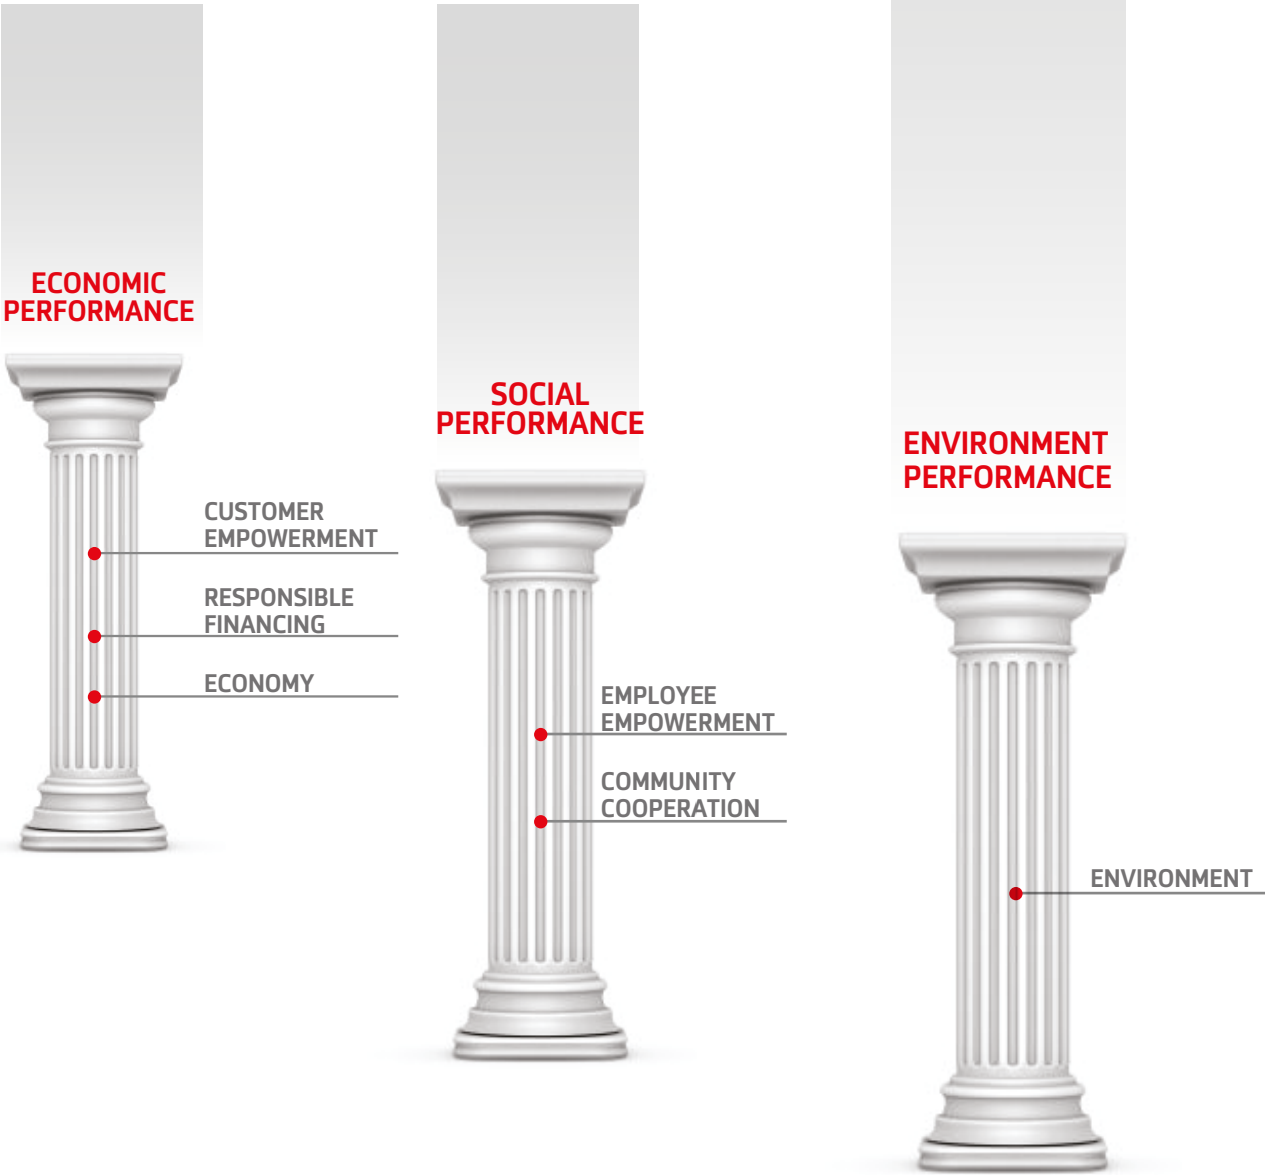 ECONOMIC
PERFORMANCE
CUSTOMER
EMPOWERMENT
RESPONSIBLE
FINANCING
ECONOMY
SOCIAL
PERFORMANCE
EMPLOYEE
EMPOWERMENT
COMMUNITY
COOPERATION
ENVIRONMENT
PERFORMANCE
ENVIRONMENT